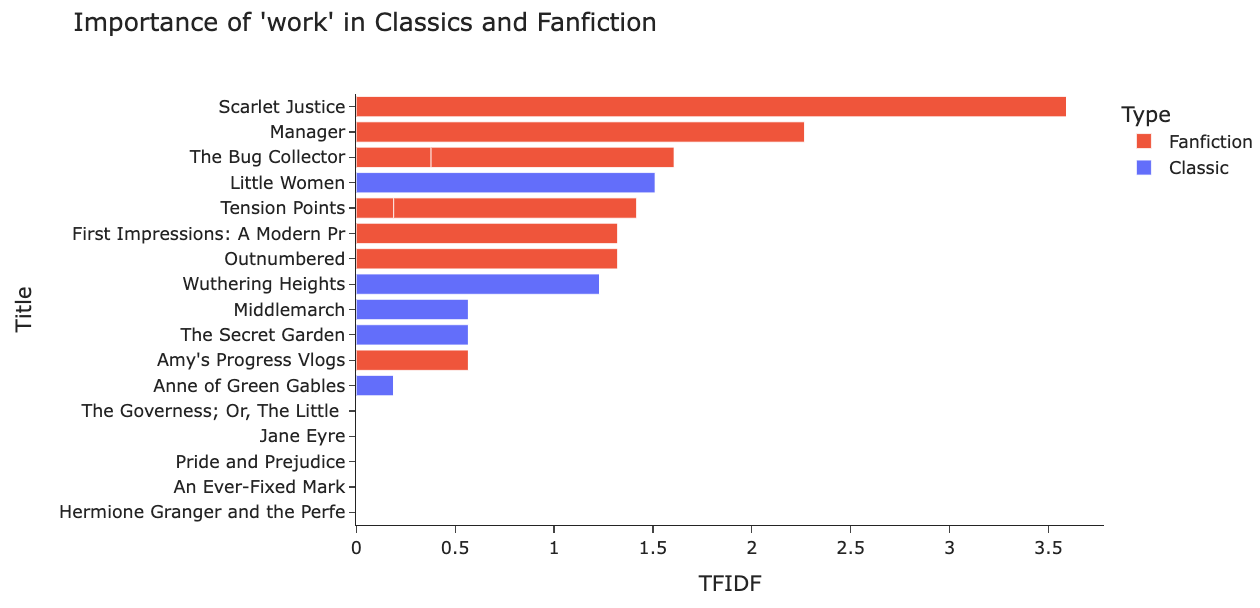 Importance of 'work' in Classics and Fanfiction
Type
Fanfiction
Classic
Title
Scarlet Justice
Manager
The Bug Collector
Little Women
Tension Points
First Impressions: A Modern Pr
Outnumbered
Wuthering Heights
Middlemarch
The Secret Garden
Amy's Progress Vlogs
Anne of Green Gables
The Governess; Or, The Little
Jane Eyre
Pride and Prejudice
An Ever-Fixed Mark
Hermione Granger and the Perfe
0 0.5 1 1.5 2 2.5 3 3.5
TFIDF